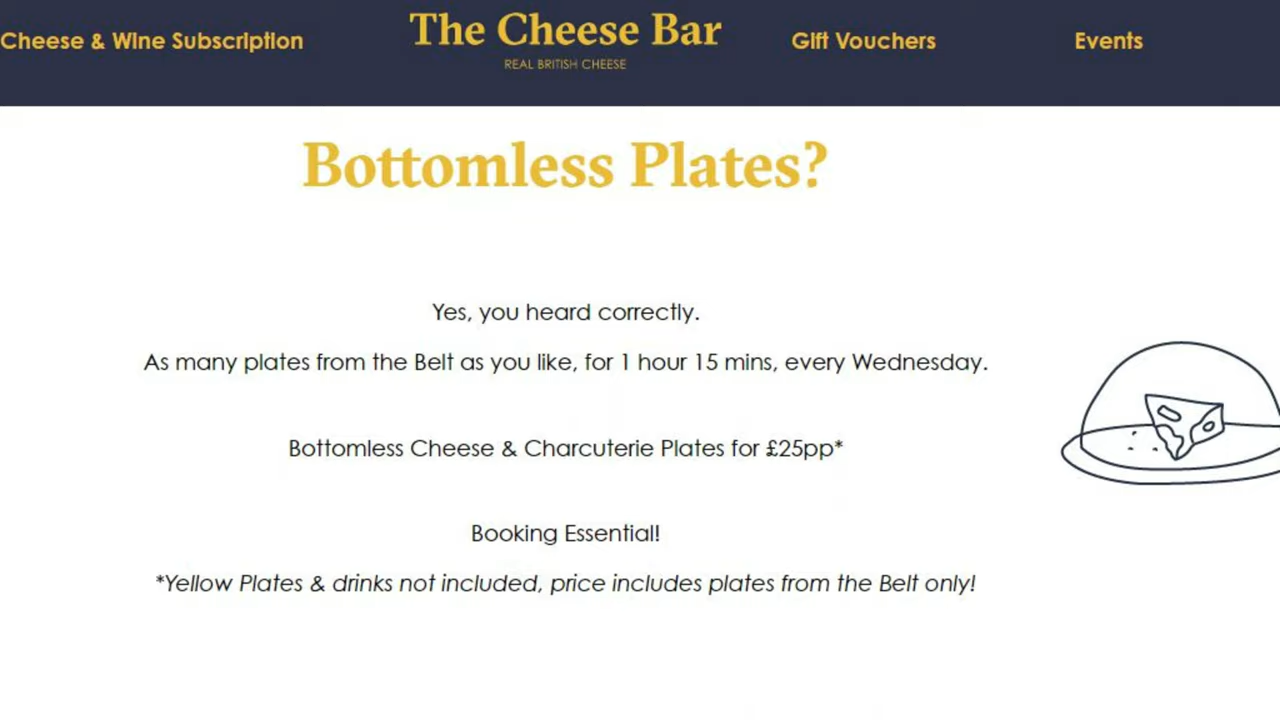 Cheese & Wine Subscription
The Cheese Bar
REAL BRITISH CHEESE
Gift Vouchers
Events
Bottomless Plates?
Yes, you heard correctly.
As many plates from the Belt as you like, for 1 hour 15 mins, every Wednesday.
Bottomless Cheese & Charcuterie Plates for £25pp*
Booking Essential!
*Yellow Plates & drinks not included, price includes plates from the Belt only!